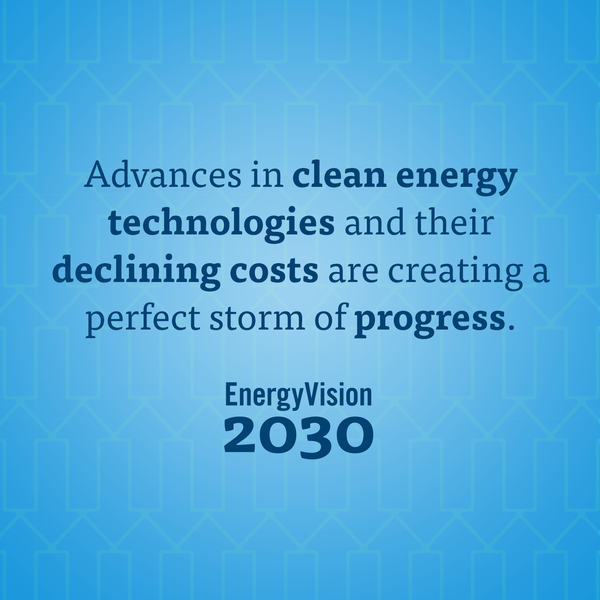 Advances in clean energy
technologies and their
declining costs are creating a
perfect storm of progress.
EnergyVision
2030